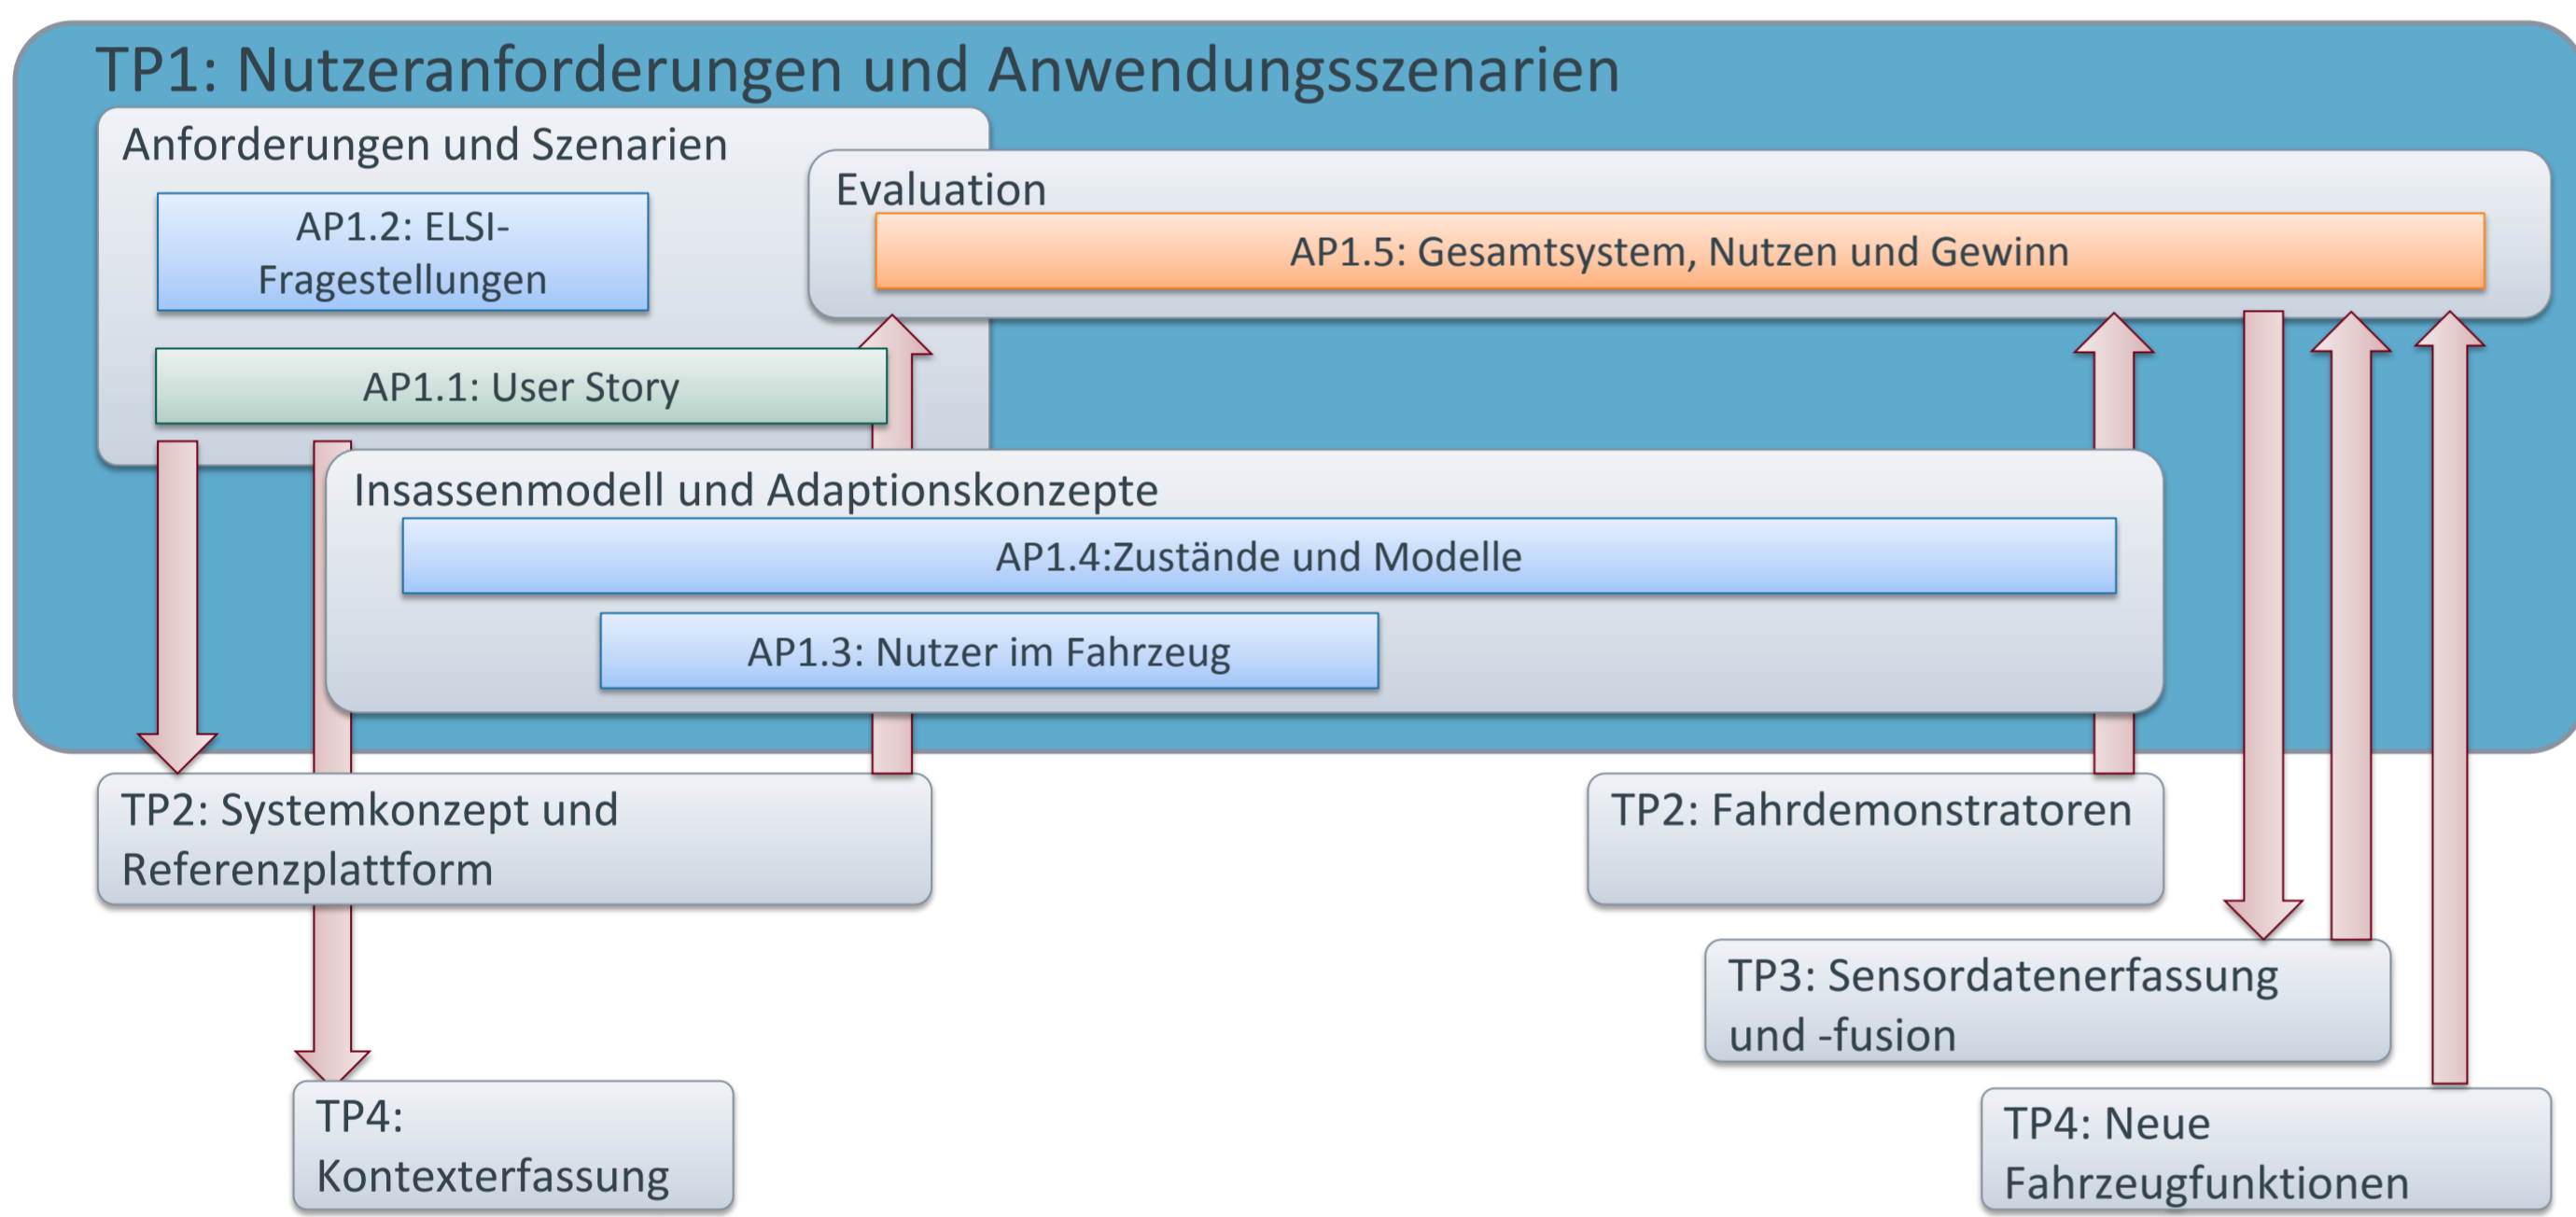 TP1: Nutzeranforderungen und Anwendungsszenarien
Anforderungen und Szenarien
AP1.2: ELSI-
Fragestellungen
AP1.1: User Story
Evaluation
AP1.5: Gesamtsystem, Nutzen und Gewinn
Insassenmodell und Adaptionskonzepte
AP1.4:Zustände und Modelle
AP1.3: Nutzer im Fahrzeug
TP2: Systemkonzept und
Referenzplattform
TP2: Fahrdemonstratoren
TP3: Sensordatenerfassung
und -fusion
TP4:
Kontexterfassung
TP4: Neue
Fahrzeugfunktionen